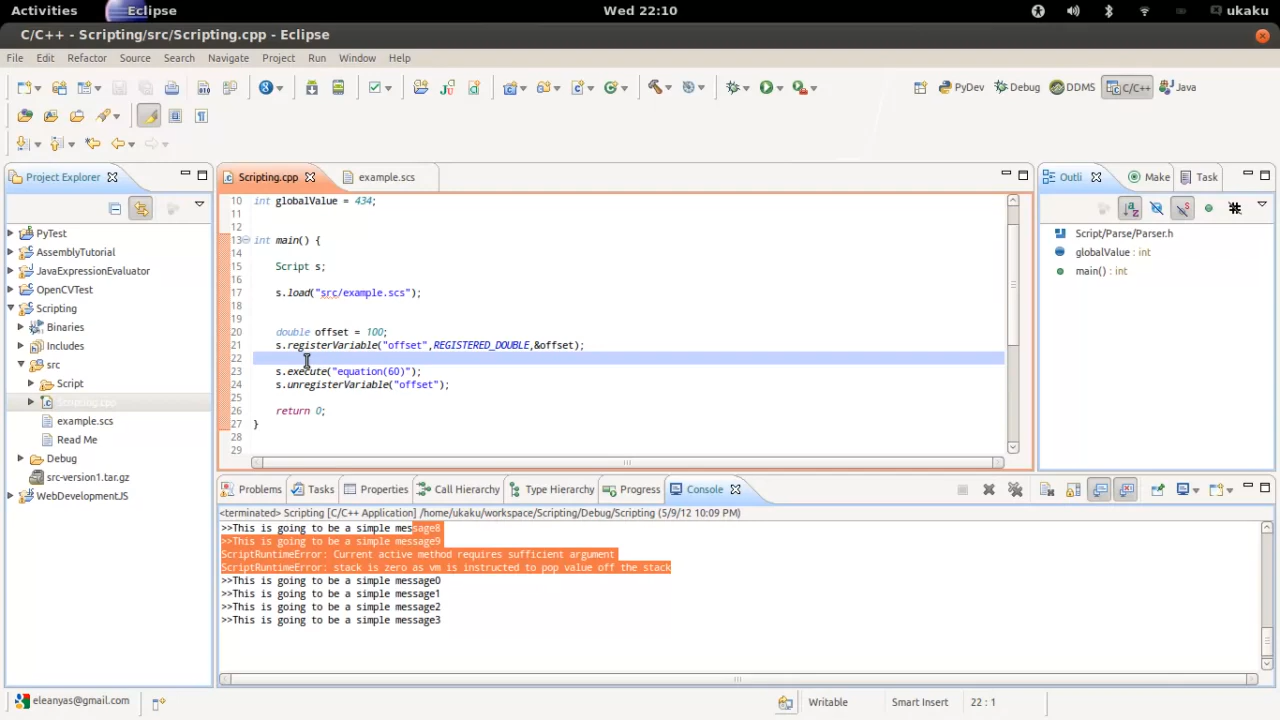 Activities Eclipse Wed 22:10 ukaku
C/C++ - Scripting/src/Scripting.cpp - Eclipse
File Edit Refactor Source Search Navigate Project Run Window Help
PyDev Debug DDMS C/C++ Java
Project Explorer
PyTest
AssemblyTutorial
JavaExpressionEvaluator
OpenCVTest
Scripting
Binaries
Includes
src
Script
Scripting.cpp
example.scs
Read Me
Debug
src-version1.tar.gz
WebDevelopmentJS
Scripting.cpp example.scs
10 int globalValue = 434;
11
12
13 int main() {
14
15 Script s;
16
17 s.load("src/example.scs");
18
19
20 double offset = 100;
21 s.registerVariable("offset",REGISTERED_DOUBLE,&offset);
22
23 s.execute("equation(60)");
24 s.unregisterVariable("offset");
25
26 return 0;
27 }
28
29
Outli Make Task
Script/Parse/Parser.h
globalValue : int
main() : int
Problems Tasks Properties Call Hierarchy Type Hierarchy Progress Console
<terminated> Scripting [C/C++ Application] /home/ukaku/workspace/Scripting/Debug/Scripting (5/9/12 10:09 PM)
>>This is going to be a simple message8
>>This is going to be a simple message9
ScriptRuntimeError: Current active method requires sufficient argument
ScriptRuntimeError: stack is zero as vm is instructed to pop value off the stack
>>This is going to be a simple message0
>>This is going to be a simple message1
>>This is going to be a simple message2
>>This is going to be a simple message3
eleanyas@gmail.com Writable Smart Insert 22 : 1